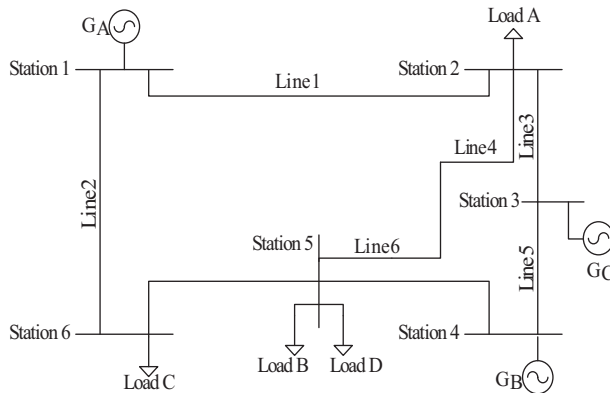 GA
Load A
Station 1
Station 2
Line1
Line3
Line4
Line2
Station 3
Station 5
Line6
Line5
GC
Station 6
Station 4
Load B
Load D
Load C
GB